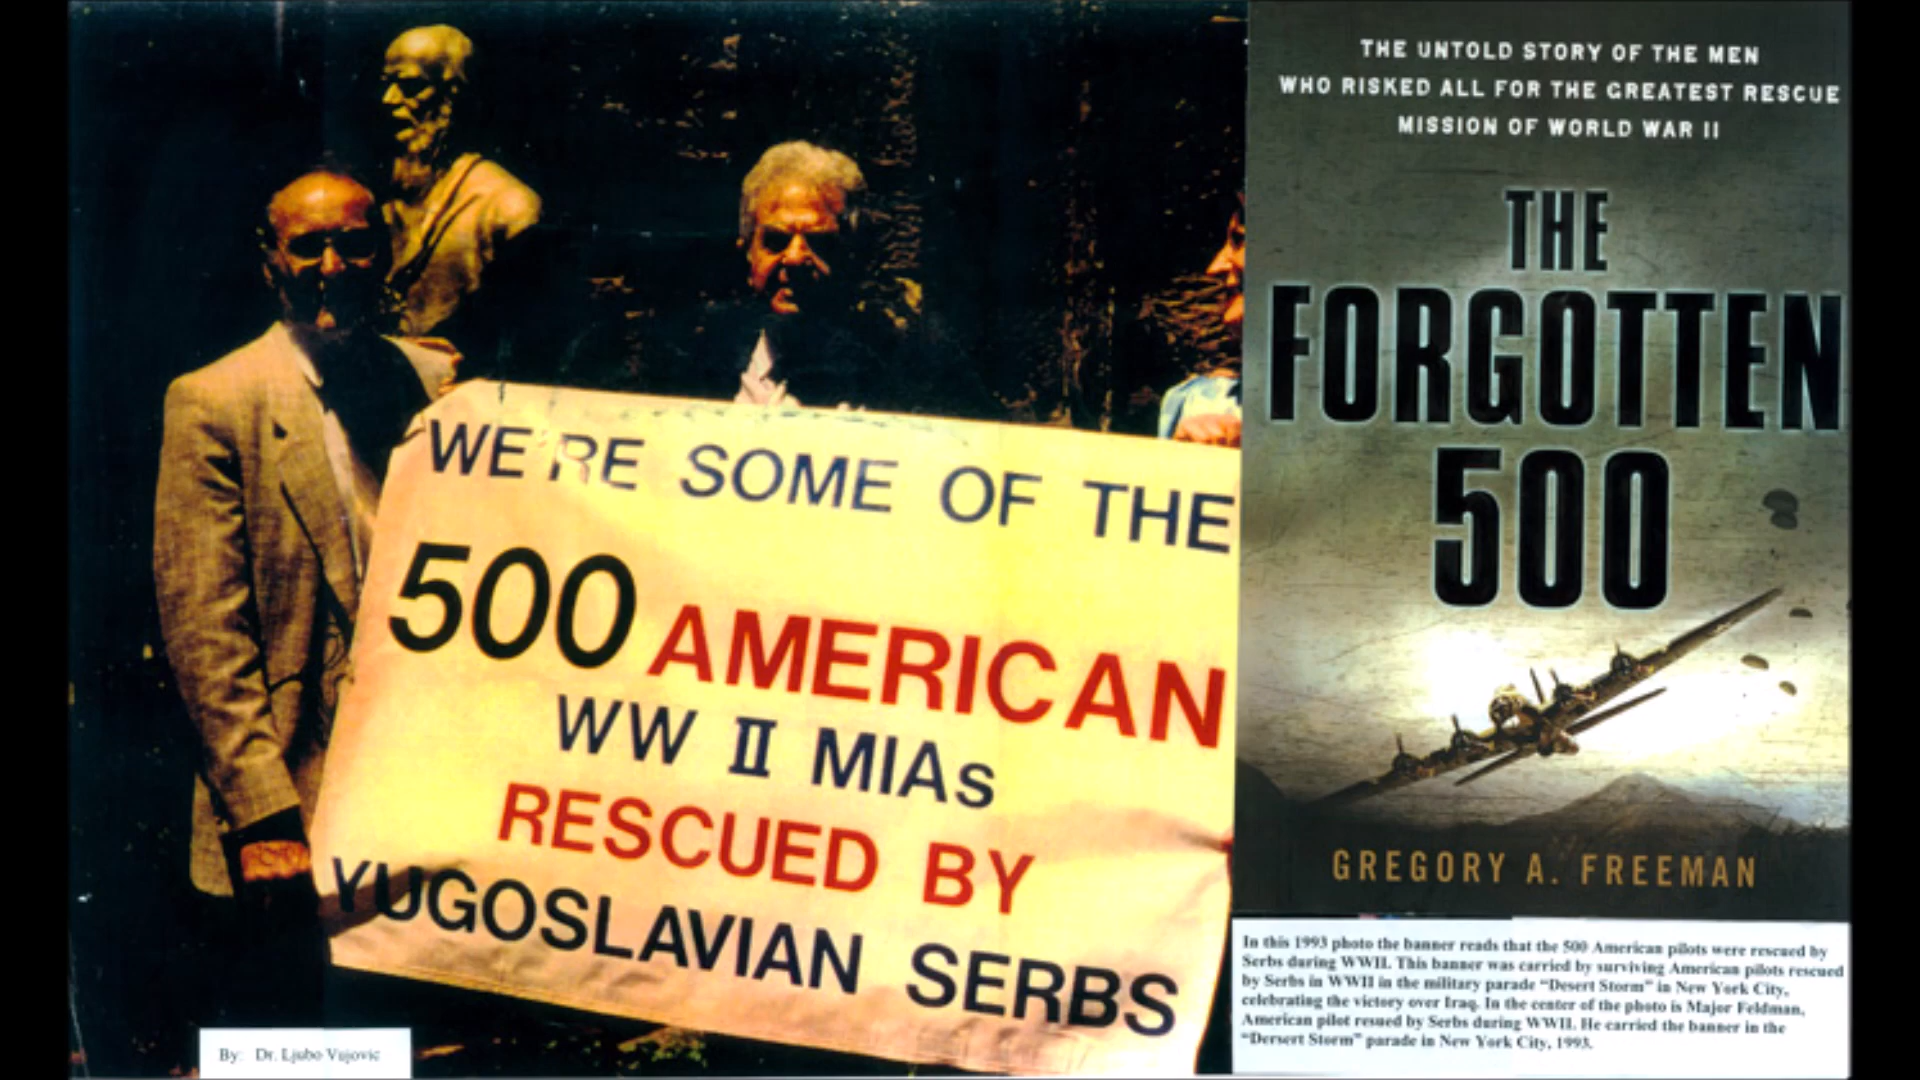 WE'RE SOME OF THE
500 AMERICAN
WW II MIAs
RESCUED BY
YUGOSLAVIAN SERBS
By: Dr. Ljubo Vujovic
THE UNTOLD STORY OF THE MEN
WHO RISKED ALL FOR THE GREATEST RESCUE
MISSION OF WORLD WAR II
THE
FORGOTTEN
500
GREGORY A. FREEMAN
In this 1993 photo the banner reads that the 500 American pilots were rescued by
Serbs during WWII. This banner was carried by surviving American pilots rescued
by Serbs in WWII in the military parade “Desert Storm” in New York City,
celebrating the victory over Iraq. In the center of the photo is Major Feldman,
American pilot resued by Serbs during WWII. He carried the banner in the
“Dersert Storm” parade in New York City, 1993.